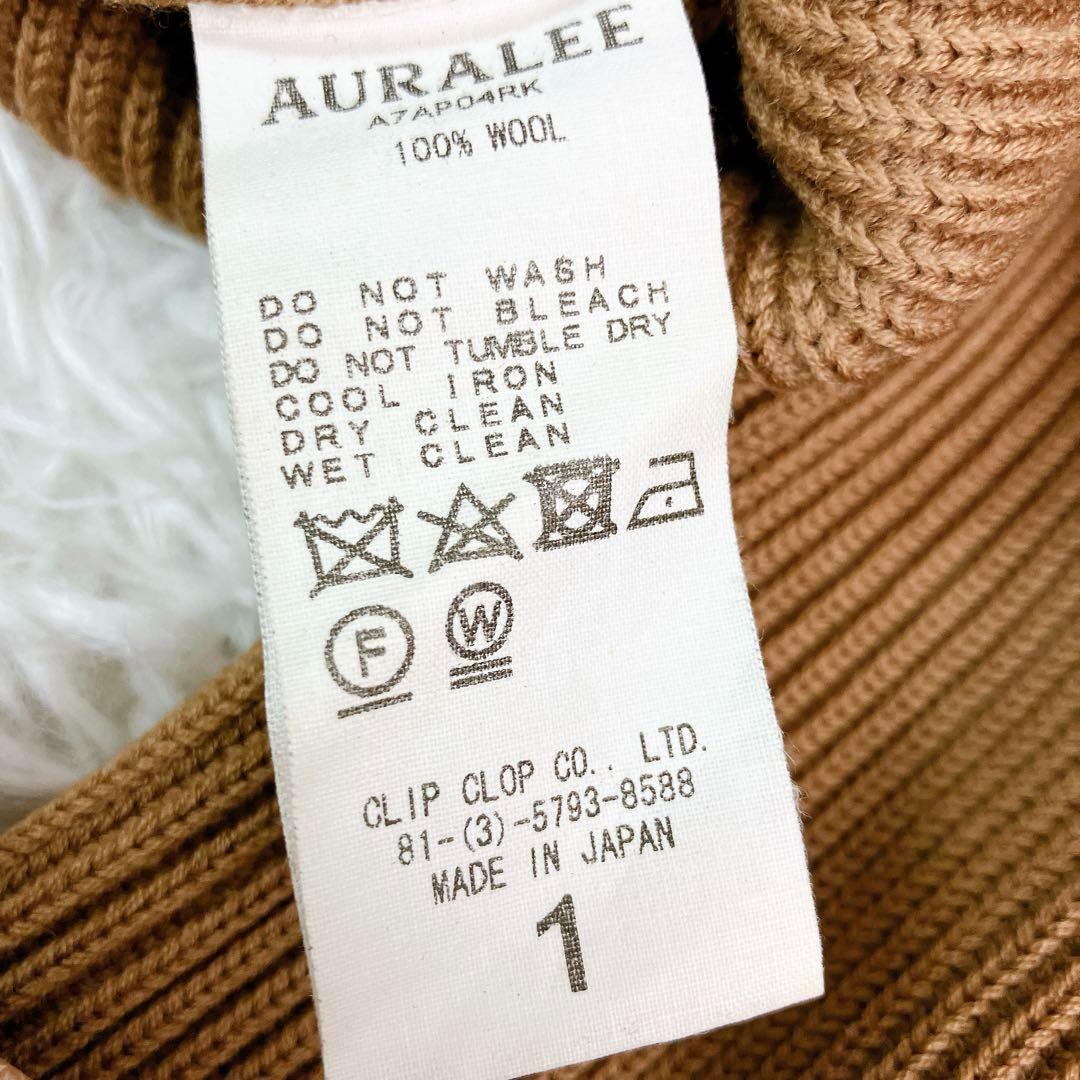 AURALEE
A7AP04RK
100% WOOL
DO NOT WASH
DO NOT BLEACH
DO NOT TUMBLE DRY
COOL IRON
DRY CLEAN
WET CLEAN
F W
CLIP CLOP CO., LTD.
81-(3)-5793-8588
MADE IN JAPAN
1